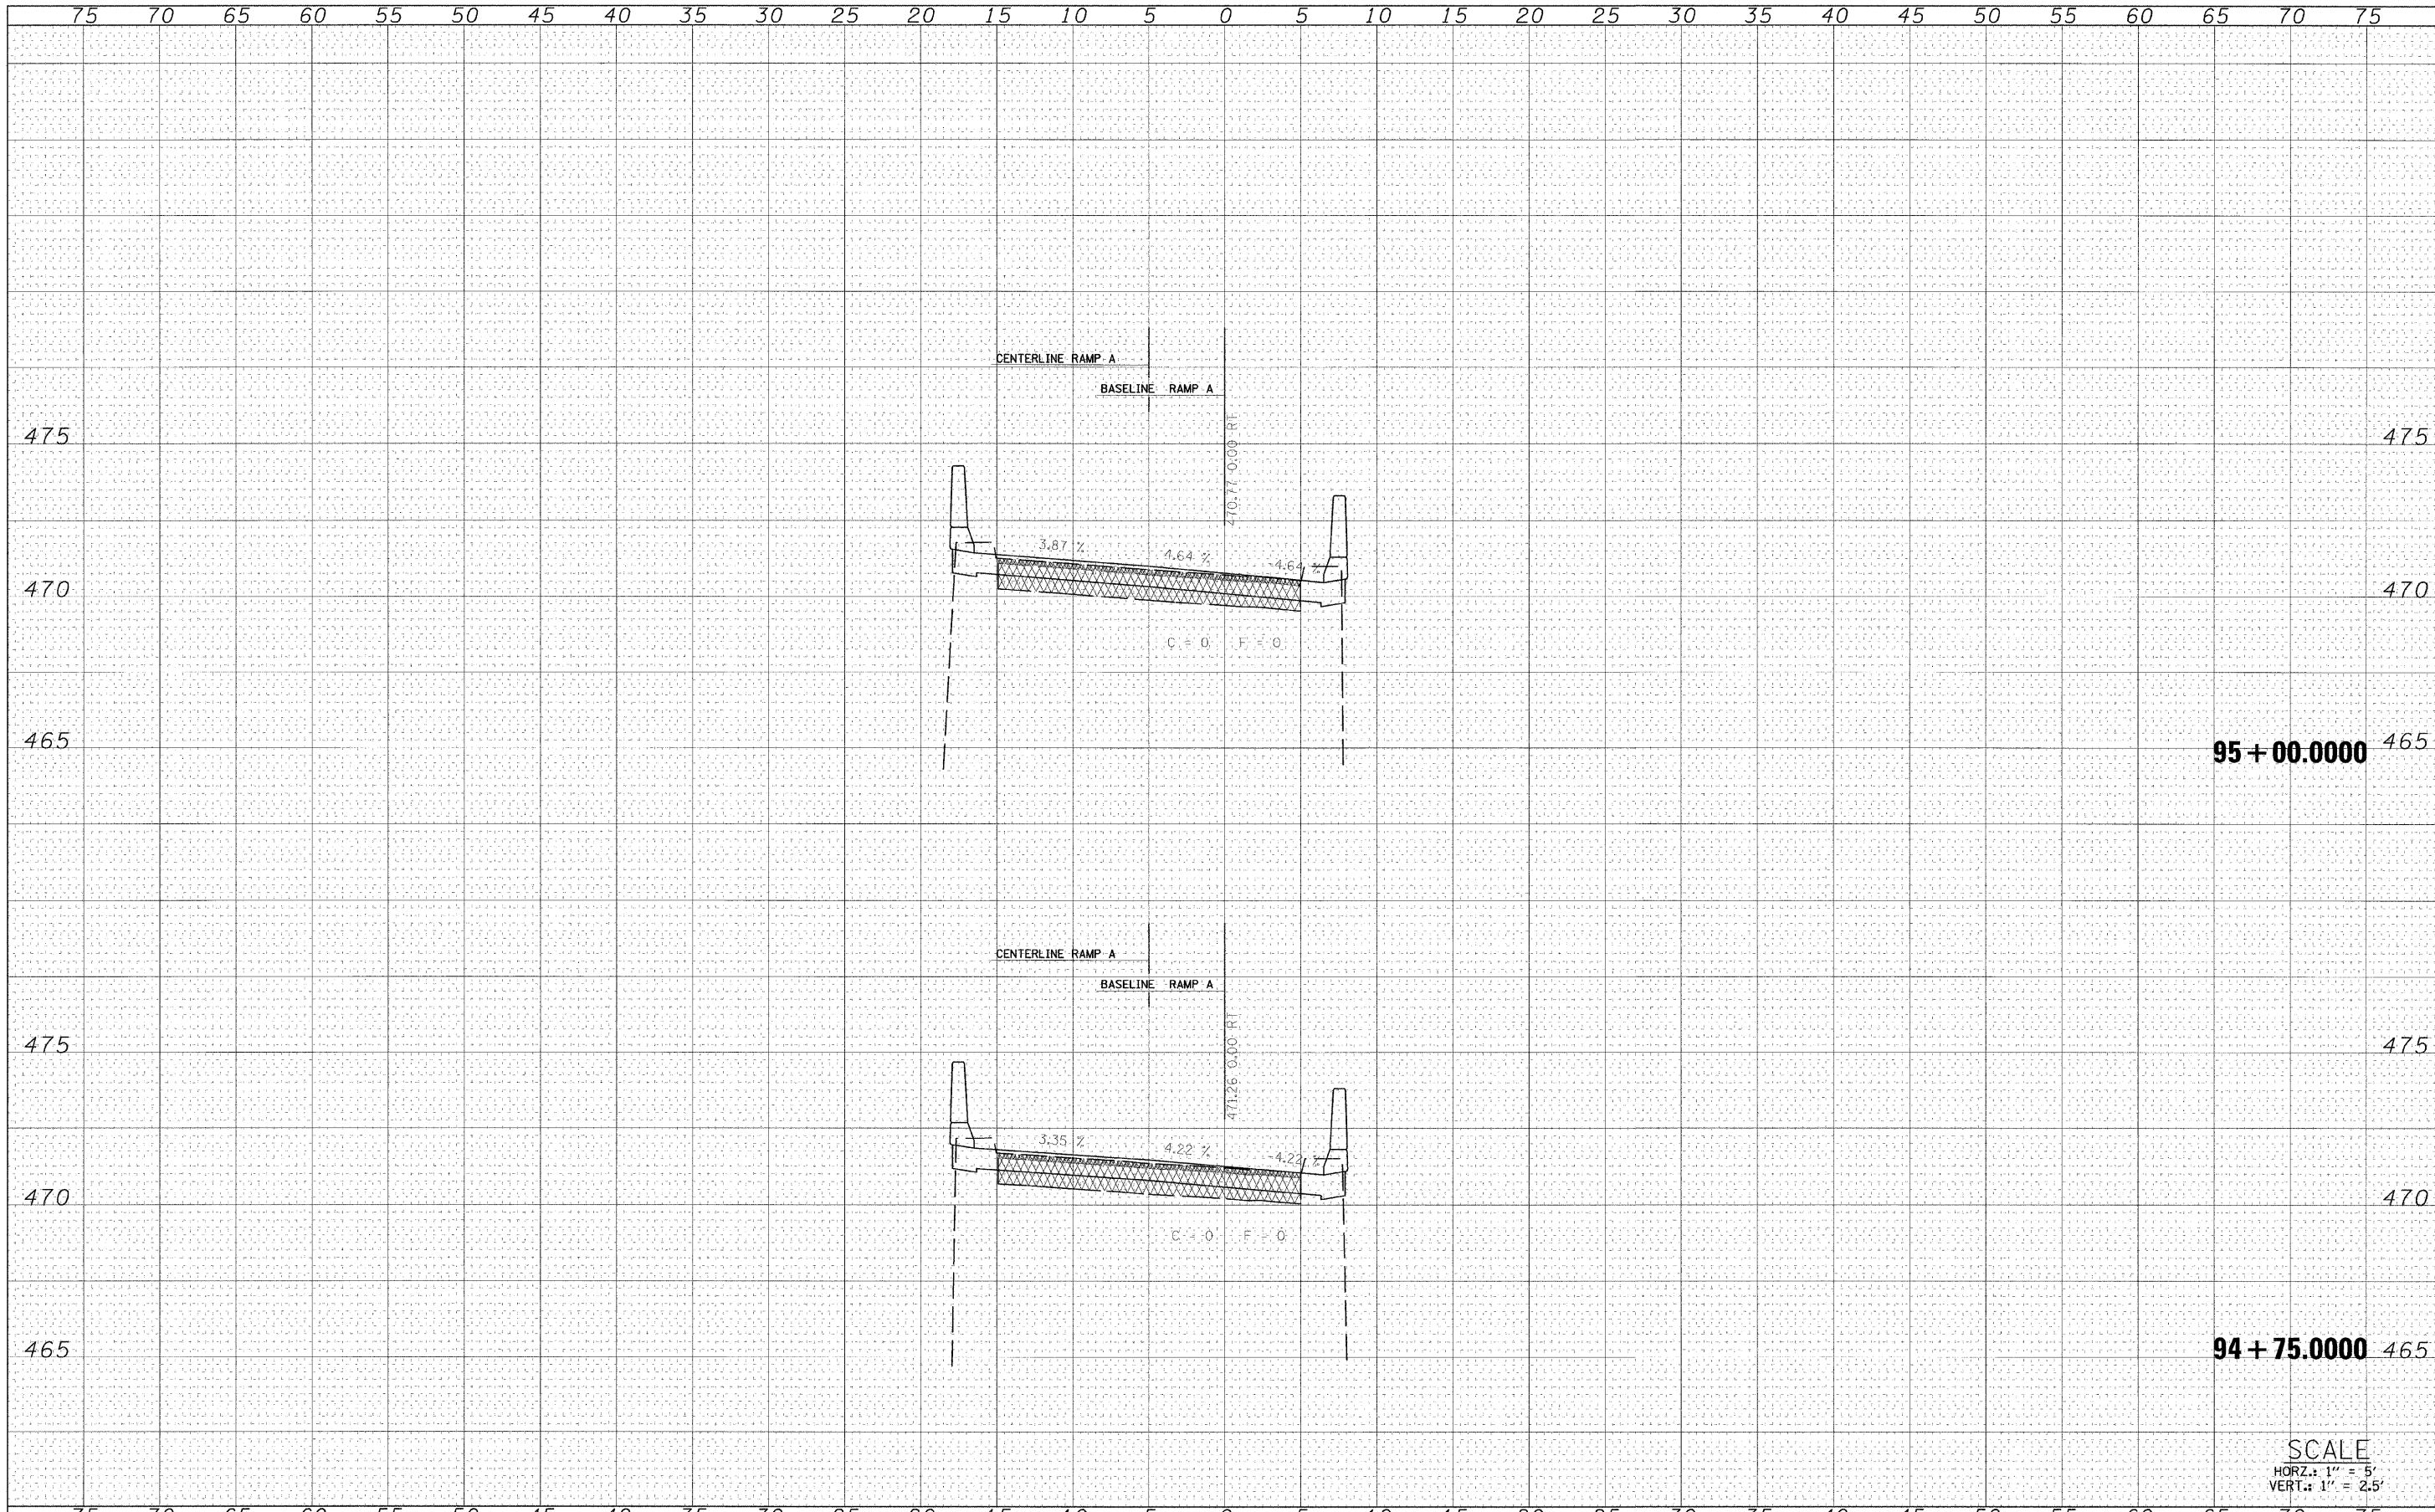 75 70 65 60 55 50 45 40 35 30 25 20 15 10 5 0 5 10 15 20 25 30 35 40 45 50 55 60 65 70 75
CENTERLINE RAMP A
BASELINE RAMP A
470.77 0.00 RT
475 475
3.87 % 4.64 % -4.64 %
470 470
C = 0 F = 0
465 95+00.0000 465
CENTERLINE RAMP A
BASELINE RAMP A
471.26 0.00 RT
475 475
3.35 % 4.22 % -4.22 %
470 470
C = 0 F = 0
465 94+75.0000 465
SCALE
HORZ.: 1" = 5'
VERT.: 1" = 2.5'